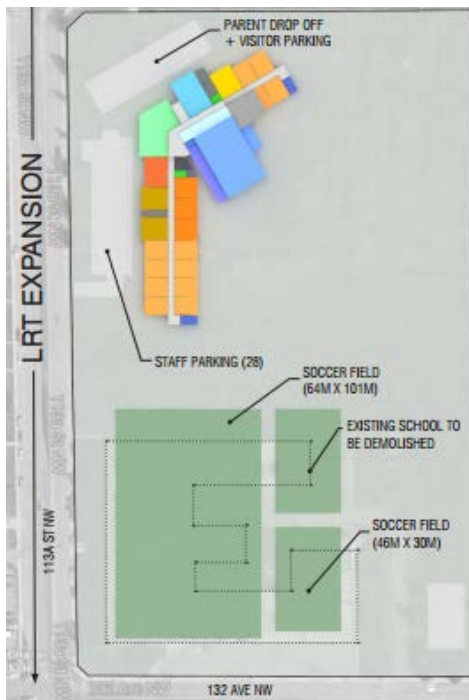 PARENT DROP OFF
+ VISITOR PARKING
LRT EXPANSION
STAFF PARKING (28)
SOCCER FIELD
(64M X 101M)
EXISTING SCHOOL TO
BE DEMOLISHED
SOCCER FIELD
(46M X 30M)
113A ST NW
132 AVE NW